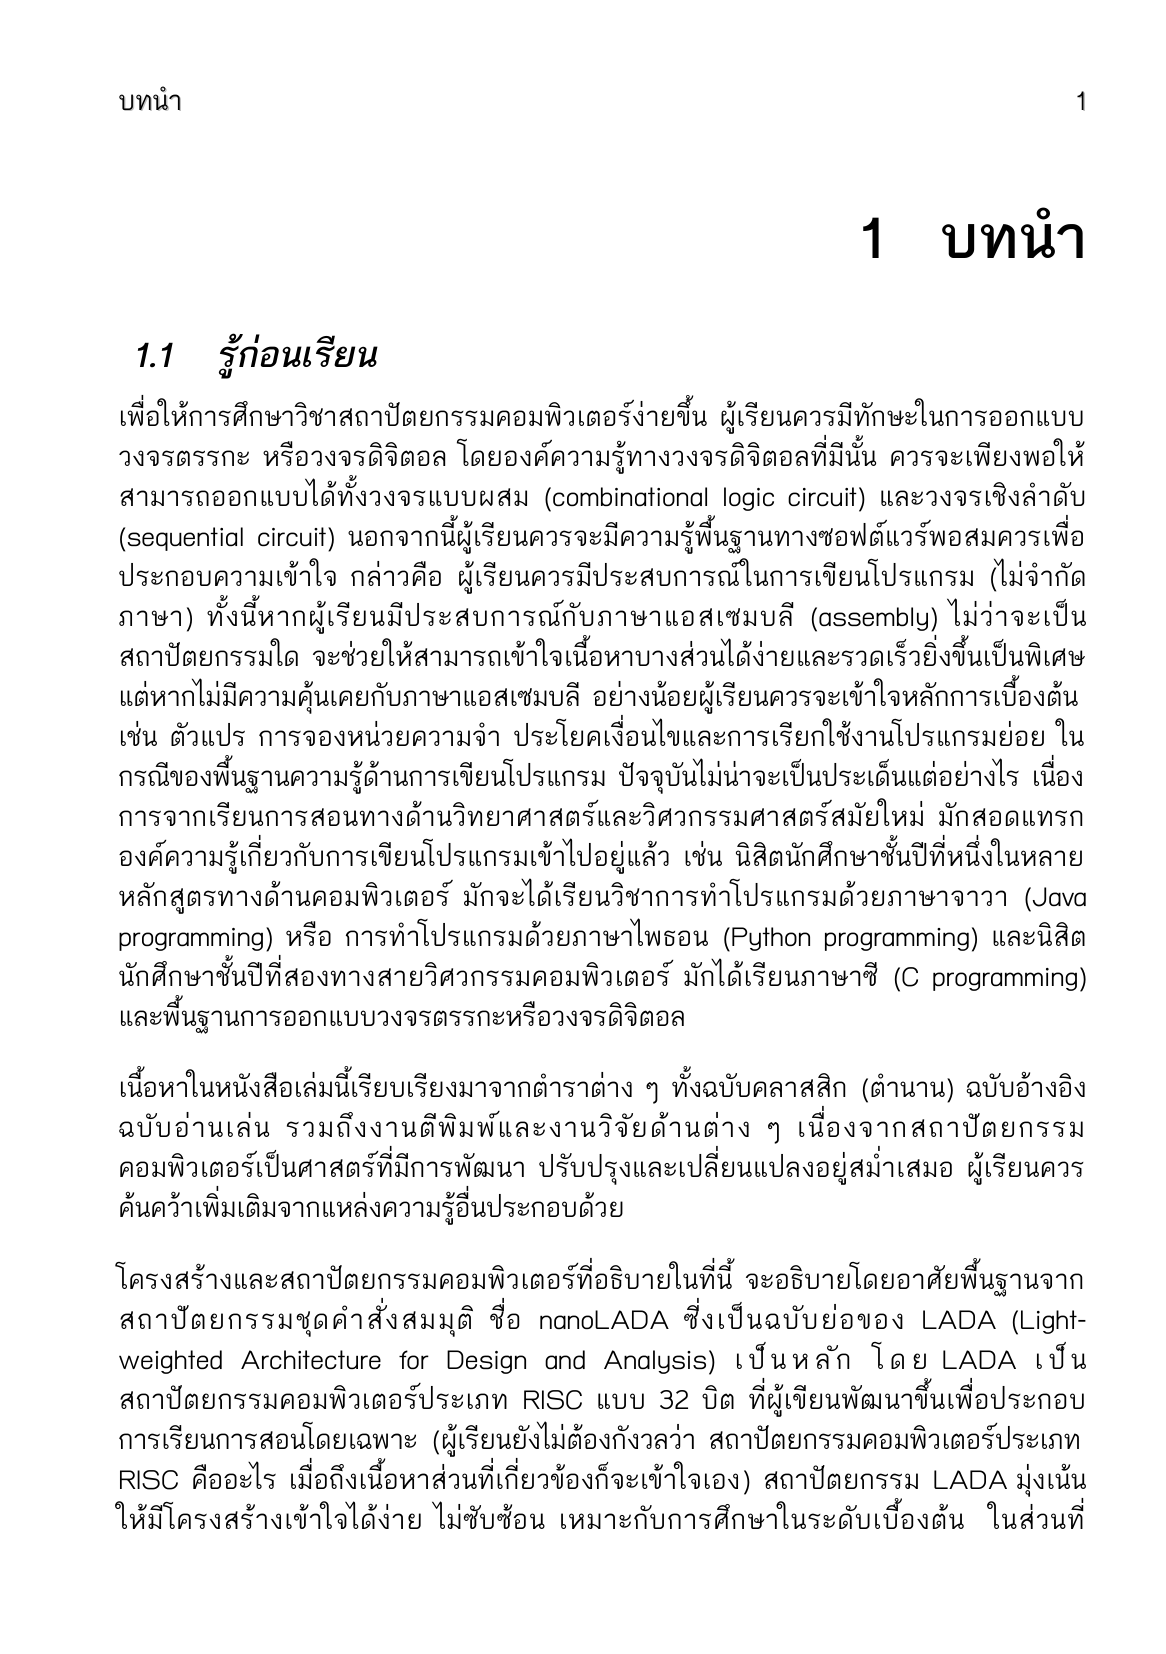 บทนำ 1
1 บทนำ
1.1 รู้ก่อนเรียน
เพื่อให้การศึกษาวิชาสถาปัตยกรรมคอมพิวเตอร์ง่ายขึ้น ผู้เรียนควรมีทักษะในการออกแบบ
วงจรตรรกะ หรือวงจรดิจิตอล โดยองค์ความรู้ทางวงจรดิจิตอลที่มีนั้น ควรจะเพียงพอให้
สามารถออกแบบได้ทั้งวงจรแบบผสม (combinational logic circuit) และวงจรเชิงลำดับ
(sequential circuit) นอกจากนี้ผู้เรียนควรจะมีความรู้พื้นฐานทางซอฟต์แวร์พอสมควรเพื่อ
ประกอบความเข้าใจ กล่าวคือ ผู้เรียนควรมีประสบการณ์ในการเขียนโปรแกรม (ไม่จำกัด
ภาษา) ทั้งนี้หากผู้เรียนมีประสบการณ์กับภาษาแอสเซมบลี (assembly) ไม่ว่าจะเป็น
สถาปัตยกรรมใด จะช่วยให้สามารถเข้าใจเนื้อหาบางส่วนได้ง่ายและรวดเร็วยิ่งขึ้นเป็นพิเศษ
แต่หากไม่มีความคุ้นเคยกับภาษาแอสเซมบลี อย่างน้อยผู้เรียนควรจะเข้าใจหลักการเบื้องต้น
เช่น ตัวแปร การจองหน่วยความจำ ประโยคเงื่อนไขและการเรียกใช้งานโปรแกรมย่อย ใน
กรณีของพื้นฐานความรู้ด้านการเขียนโปรแกรม ปัจจุบันไม่น่าจะเป็นประเด็นแต่อย่างไร เนื่อง
การจากเรียนการสอนทางด้านวิทยาศาสตร์และวิศวกรรมศาสตร์สมัยใหม่ มักสอดแทรก
องค์ความรู้เกี่ยวกับการเขียนโปรแกรมเข้าไปอยู่แล้ว เช่น นิสิตนักศึกษาชั้นปีที่หนึ่งในหลาย
หลักสูตรทางด้านคอมพิวเตอร์ มักจะได้เรียนวิชาการทำโปรแกรมด้วยภาษาจาวา (Java
programming) หรือ การทำโปรแกรมด้วยภาษาไพธอน (Python programming) และนิสิต
นักศึกษาชั้นปีที่สองทางสายวิศวกรรมคอมพิวเตอร์ มักได้เรียนภาษาซี (C programming)
และพื้นฐานการออกแบบวงจรตรรกะหรือวงจรดิจิตอล
เนื้อหาในหนังสือเล่มนี้เรียบเรียงมาจากตำราต่าง ๆ ทั้งฉบับคลาสสิก (ตำนาน) ฉบับอ้างอิง
ฉบับอ่านเล่น รวมถึงงานตีพิมพ์และงานวิจัยด้านต่าง ๆ เนื่องจากสถาปัตยกรรม
คอมพิวเตอร์เป็นศาสตร์ที่มีการพัฒนา ปรับปรุงและเปลี่ยนแปลงอยู่สม่ำเสมอ ผู้เรียนควร
ค้นคว้าเพิ่มเติมจากแหล่งความรู้อื่นประกอบด้วย
โครงสร้างและสถาปัตยกรรมคอมพิวเตอร์ที่อธิบายในที่นี้ จะอธิบายโดยอาศัยพื้นฐานจาก
สถาปัตยกรรมชุดคำสั่งสมมุติ ชื่อ nanoLADA ซี่งเป็นฉบับย่อของ LADA (Light-
weighted Architecture for Design and Analysis) เป็นหลัก โดย LADA เป็น
สถาปัตยกรรมคอมพิวเตอร์ประเภท RISC แบบ 32 บิต ที่ผู้เขียนพัฒนาขึ้นเพื่อประกอบ
การเรียนการสอนโดยเฉพาะ (ผู้เรียนยังไม่ต้องกังวลว่า สถาปัตยกรรมคอมพิวเตอร์ประเภท
RISC คืออะไร เมื่อถึงเนื้อหาส่วนที่เกี่ยวข้องก็จะเข้าใจเอง) สถาปัตยกรรม LADA มุ่งเน้น
ให้มีโครงสร้างเข้าใจได้ง่าย ไม่ซับซ้อน เหมาะกับการศึกษาในระดับเบื้องต้น ในส่วนที่